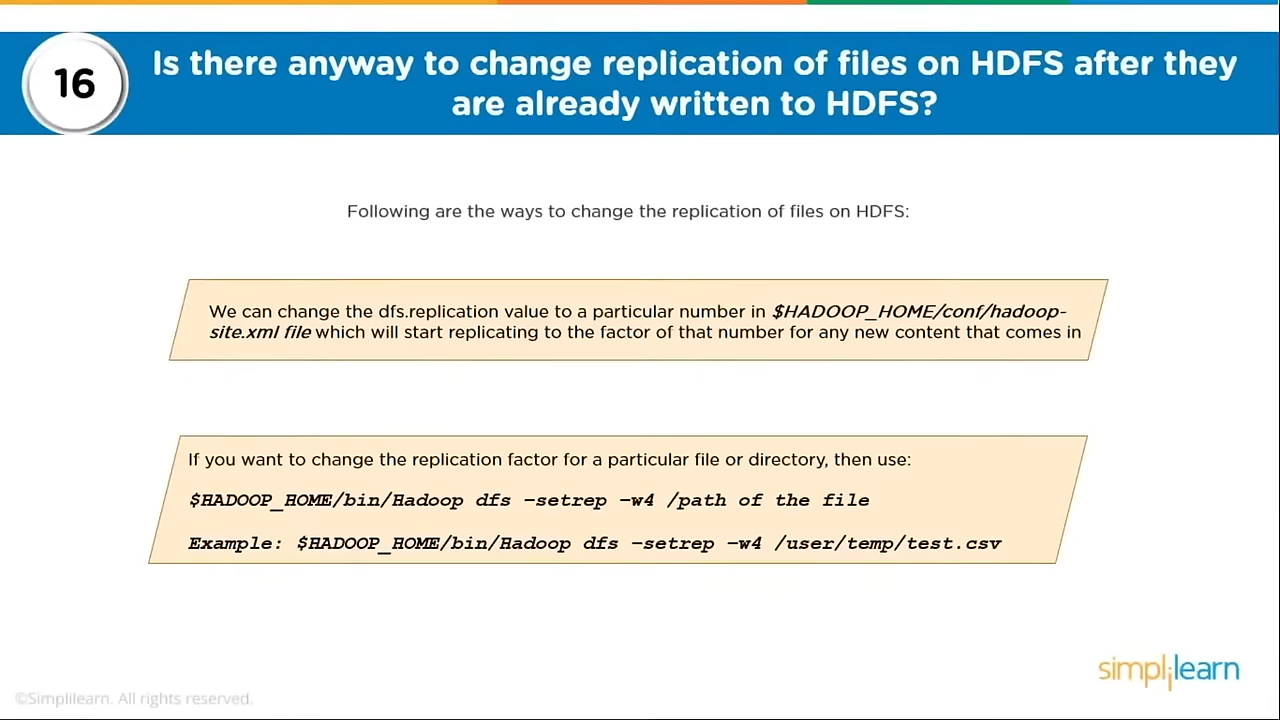 16
Is there anyway to change replication of files on HDFS after they
are already written to HDFS?
Following are the ways to change the replication of files on HDFS:
We can change the dfs.replication value to a particular number in $HADOOP_HOME/conf/hadoop-
site.xml file which will start replicating to the factor of that number for any new content that comes in
If you want to change the replication factor for a particular file or directory, then use:
$HADOOP_HOME/bin/Hadoop dfs –setrep –w4 /path of the file
Example: $HADOOP_HOME/bin/Hadoop dfs –setrep –w4 /user/temp/test.csv
simplilearn
©Simplilearn. All rights reserved.